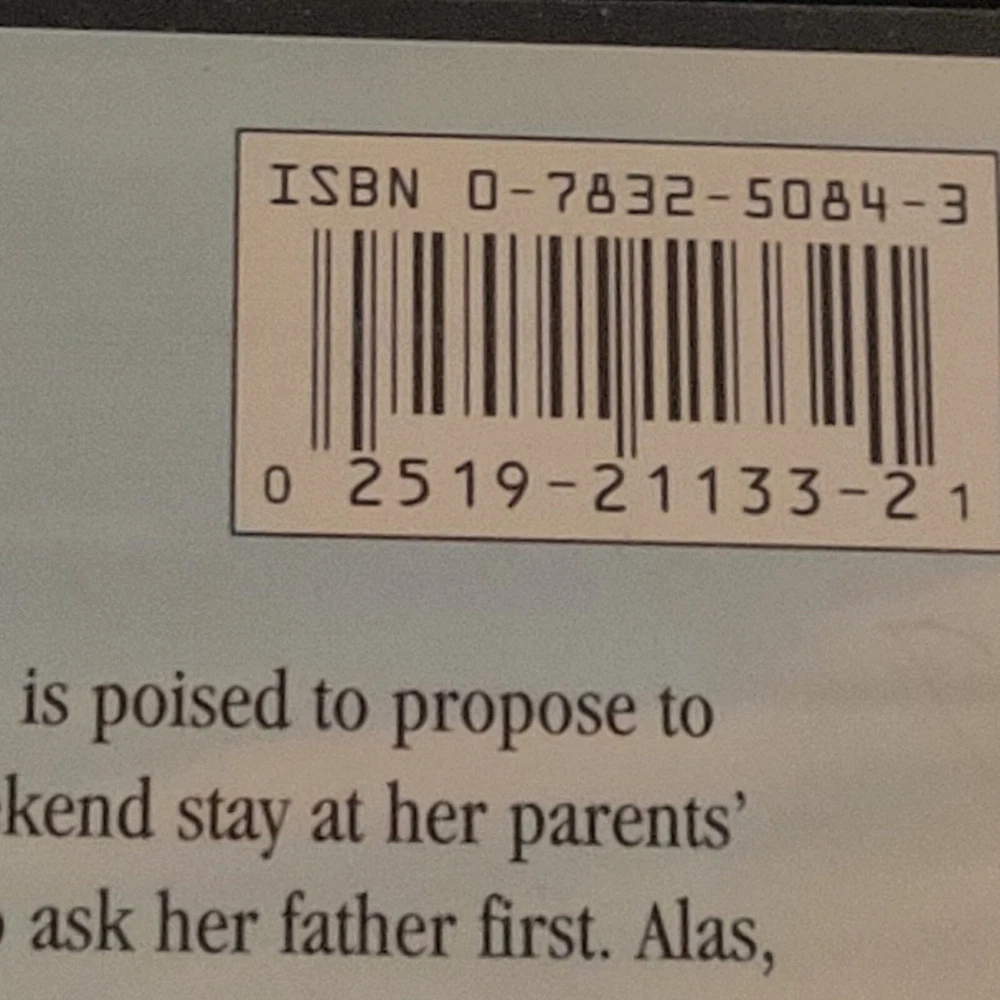 ISBN 0-7832-5084-3
0 2519-21133-2 1
is poised to propose to
kend stay at her parents’
ask her father first. Alas,